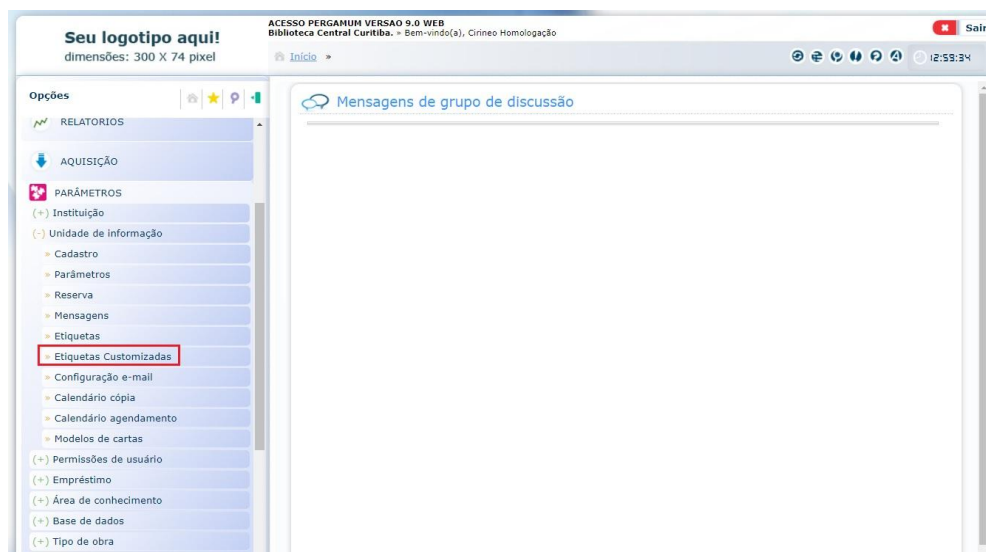 Seu logotipo aqui!
dimensões: 300 X 74 pixel
ACESSO PERGAMUM VERSAO 9.0 WEB
Biblioteca Central Curitiba. » Bem-vindo(a), Cirineo Homologação
Sair
Início »
12:59:34
Opções
RELATORIOS
AQUISIÇÃO
PARÂMETROS
(+) Instituição
(-) Unidade de informação
» Cadastro
» Parâmetros
» Reserva
» Mensagens
» Etiquetas
» Etiquetas Customizadas
» Configuração e-mail
» Calendário cópia
» Calendário agendamento
» Modelos de cartas
(+) Permissões de usuário
(+) Empréstimo
(+) Área de conhecimento
(+) Base de dados
(+) Tipo de obra
Mensagens de grupo de discussão